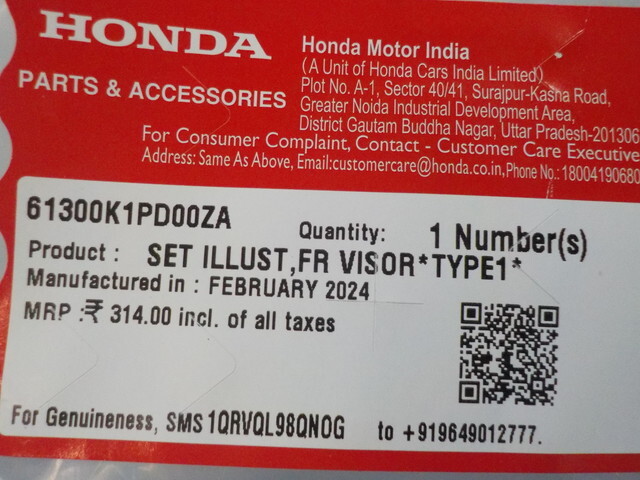 HONDA
PARTS & ACCESSORIES
Honda Motor India
(A Unit of Honda Cars India Limited)
Plot No. A-1, Sector 40/41, Surajpur-Kasna Road,
Greater Noida Industrial Development Area,
District Gautam Buddha Nagar, Uttar Pradesh-201306
For Consumer Complaint, Contact - Customer Care Executive
Address: Same As Above, Email:customercare@honda.co.in, Phone No.: 18004190680
61300K1PD00ZA
Quantity: 1 Number(s)
Product : SET ILLUST,FR VISOR*TYPE1*
Manufactured in : FEBRUARY 2024
MRP :₹ 314.00 incl. of all taxes
For Genuineness, SMS 1QRVQL98QNOG to +919649012777.